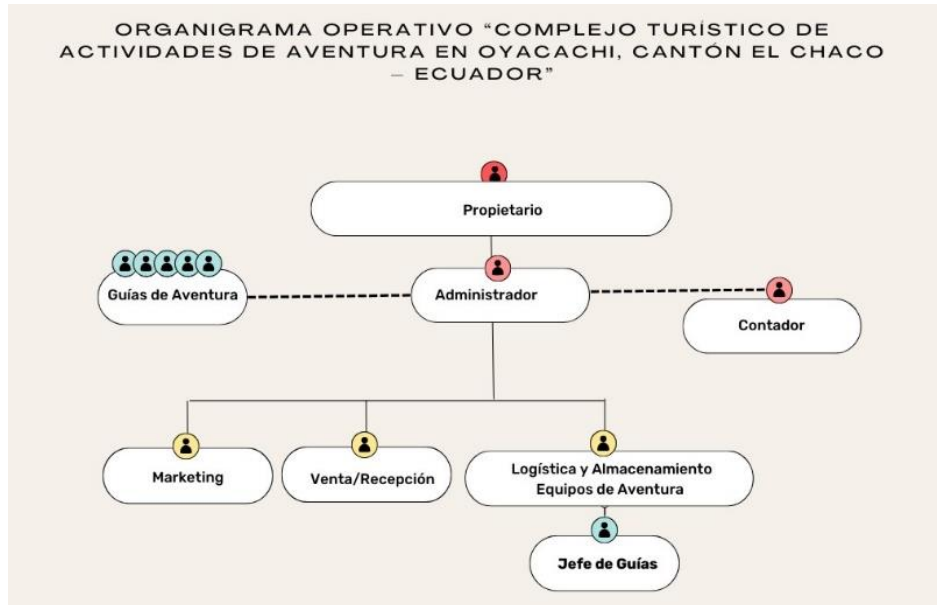 ORGANIGRAMA OPERATIVO “COMPLEJO TURÍSTICO DE
ACTIVIDADES DE AVENTURA EN OYACACHI, CANTÓN EL CHACO
– ECUADOR”
Propietario
Guías de Aventura
Administrador
Contador
Marketing
Venta/Recepción
Logística y Almacenamiento
Equipos de Aventura
Jefe de Guías